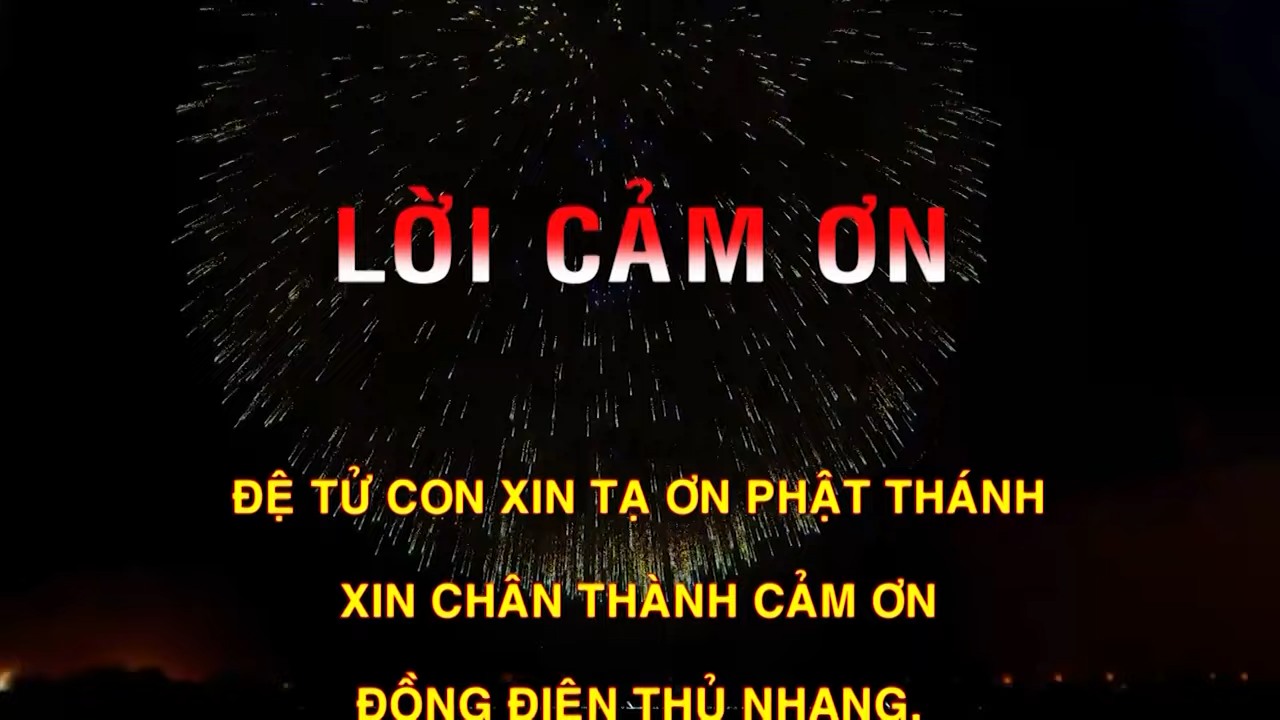 LỜI CẢM ƠN
ĐỆ TỬ CON XIN TẠ ƠN PHẬT THÁNH
XIN CHÂN THÀNH CẢM ƠN
ĐỒNG ĐIỆN THỦ NHANG,